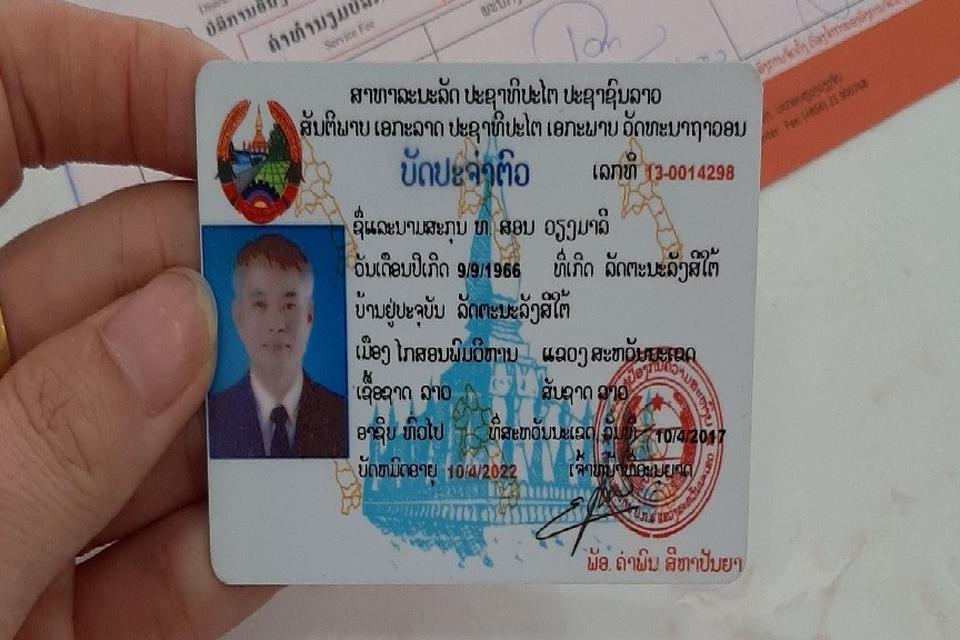 ຄ່າທຳນຽມບັດ
Service Fee
Fax: (+856) 21 900768
ສາທາລະນະລັດ ປະຊາທິປະໄຕ ປະຊາຊົນລາວ
ສັນຕິພາບ ເອກະລາດ ປະຊາທິປະໄຕ ເອກະພາບ ວັດທະນາຖາວອນ
ບັດປະຈຳຕົວ
ເລກທີ 13-0014298
ຊື່ແລະນາມສະກຸນ ທ. ສອນ ວຽງມາລີ
ວັນເດືອນປີເກີດ 9/9/1966 ທີ່ເກີດ ລັດຕະນະລັງສີໃຕ້
ບ້ານຢູ່ປະຈຸບັນ ລັດຕະນະລັງສີໃຕ້
ເມືອງ ໄກສອນພົມວິຫານ ແຂວງ ສະຫວັນນະເຂດ
ເຊື້ອຊາດ ລາວ ສັນຊາດ ລາວ
ອາຊີບ ທົ່ວໄປ ທີ່ສະຫວັນນະເຂດ, ວັນທີ 10/4/2017
ບັດຫມົດອາຍຸ 10/4/2022 ເຈົ້າຫນ້າທີ່ອະນຸຍາດ
ພັອ. ຄຳພົນ ສິຫາປັນຍາ